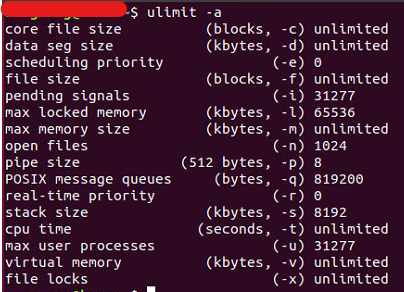 ~$ ulimit -a
core file size (blocks, -c) unlimited
data seg size (kbytes, -d) unlimited
scheduling priority (-e) 0
file size (blocks, -f) unlimited
pending signals (-i) 31277
max locked memory (kbytes, -l) 65536
max memory size (kbytes, -m) unlimited
open files (-n) 1024
pipe size (512 bytes, -p) 8
POSIX message queues (bytes, -q) 819200
real-time priority (-r) 0
stack size (kbytes, -s) 8192
cpu time (seconds, -t) unlimited
max user processes (-u) 31277
virtual memory (kbytes, -v) unlimited
file locks (-x) unlimited